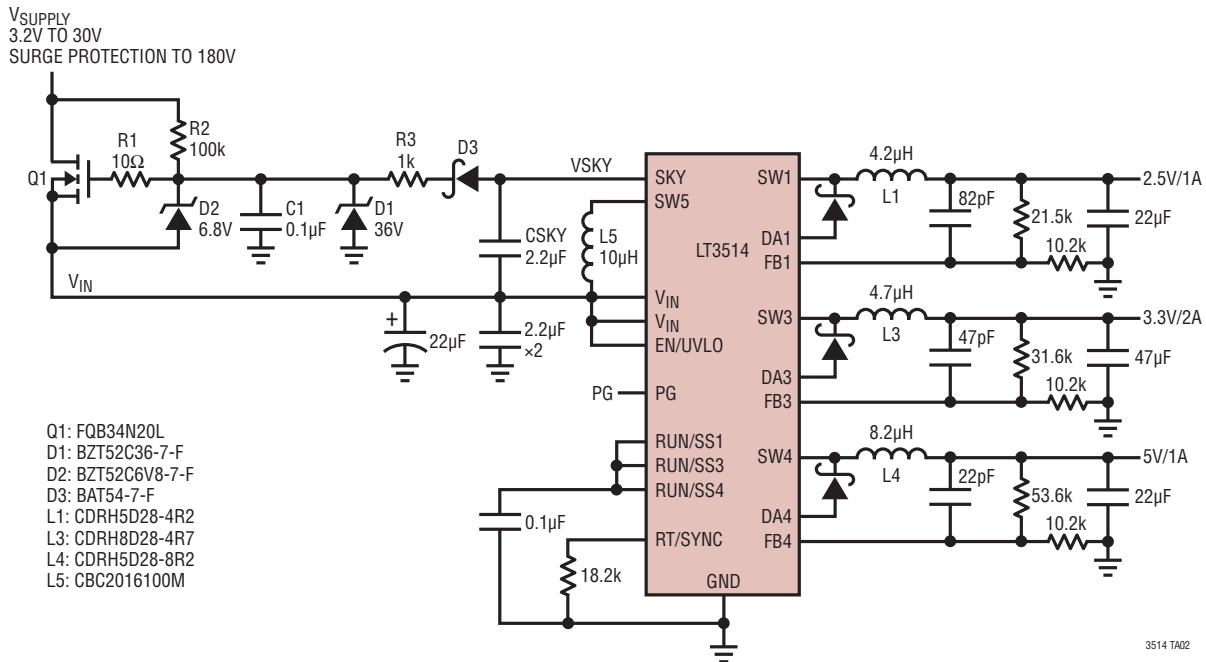 VSUPPLY
3.2V TO 30V
SURGE PROTECTION TO 180V
R1
10Ω
R2
100k
Q1
D2
6.8V
C1
0.1µF
D1
36V
R3
1k
D3
VSKY
CSKY
2.2µF
L5
10µH
VIN
22µF
+
2.2µF
×2
PG
0.1µF
18.2k
LT3514
SKY
SW5
VIN
VIN
EN/UVLO
PG
RUN/SS1
RUN/SS3
RUN/SS4
RT/SYNC
GND
SW1
DA1
FB1
SW3
DA3
FB3
SW4
DA4
FB4
4.2µH
L1
82pF
21.5k
10.2k
22µF
2.5V/1A
4.7µH
L3
47pF
31.6k
10.2k
47µF
3.3V/2A
8.2µH
L4
22pF
53.6k
10.2k
22µF
5V/1A
Q1: FQB34N20L
D1: BZT52C36-7-F
D2: BZT52C6V8-7-F
D3: BAT54-7-F
L1: CDRH5D28-4R2
L3: CDRH8D28-4R7
L4: CDRH5D28-8R2
L5: CBC2016100M
3514 TA02